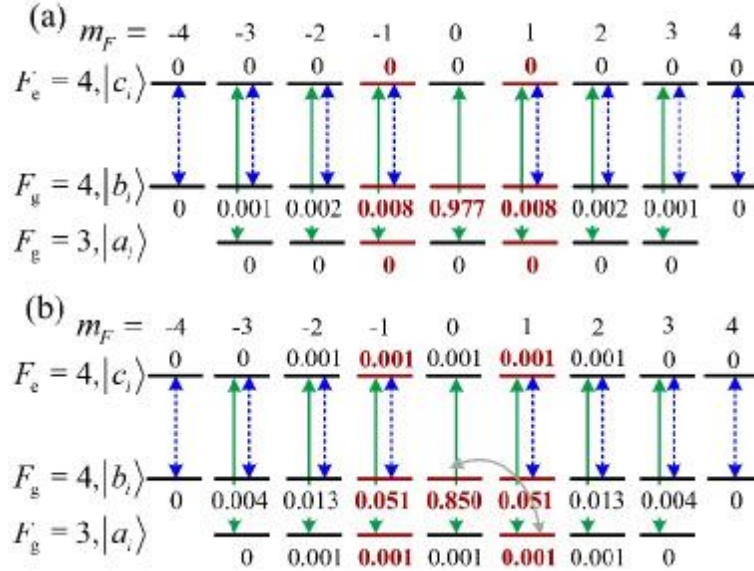 (a)
m_F = -4 -3 -2 -1 0 1 2 3 4
0 0 0 0 0 0 0 0
F_e = 4, |c_i⟩
F_g = 4, |b_i⟩
0 0.001 0.002 0.008 0.977 0.008 0.002 0.001 0
F_g = 3, |a_i⟩
0 0 0 0 0 0 0
(b)
m_F = -4 -3 -2 -1 0 1 2 3 4
0 0 0.001 0.001 0.001 0.001 0.001 0 0
F_e = 4, |c_i⟩
F_g = 4, |b_i⟩
0 0.004 0.013 0.051 0.850 0.051 0.013 0.004 0
F_g = 3, |a_i⟩
0 0.001 0.001 0.001 0.001 0.001 0